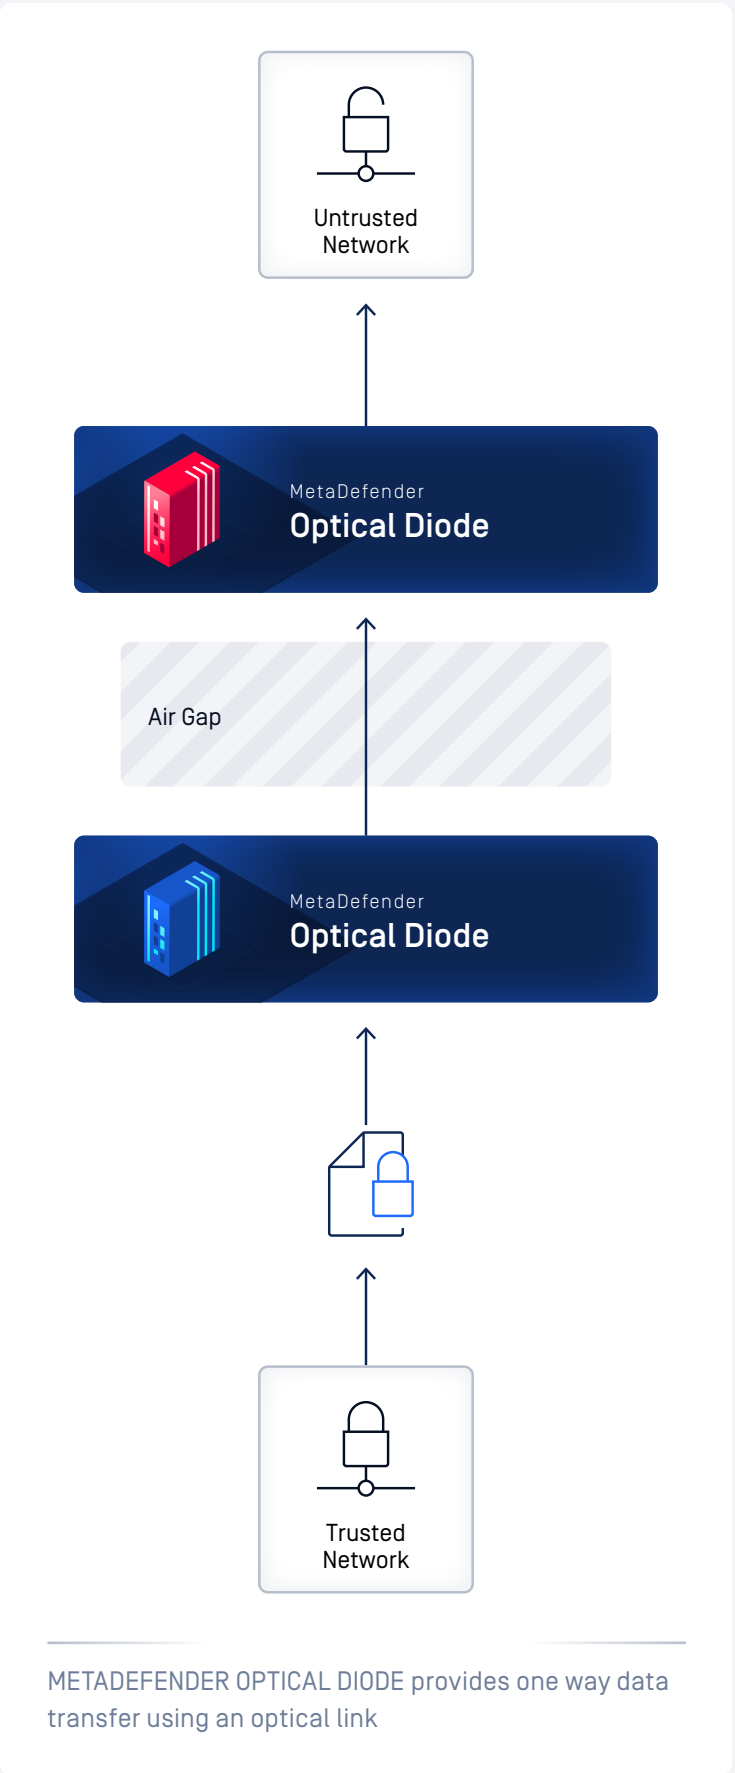 Untrusted
Network
MetaDefender
Optical Diode
Air Gap
MetaDefender
Optical Diode
Trusted
Network
METADEFENDER OPTICAL DIODE provides one way data
transfer using an optical link